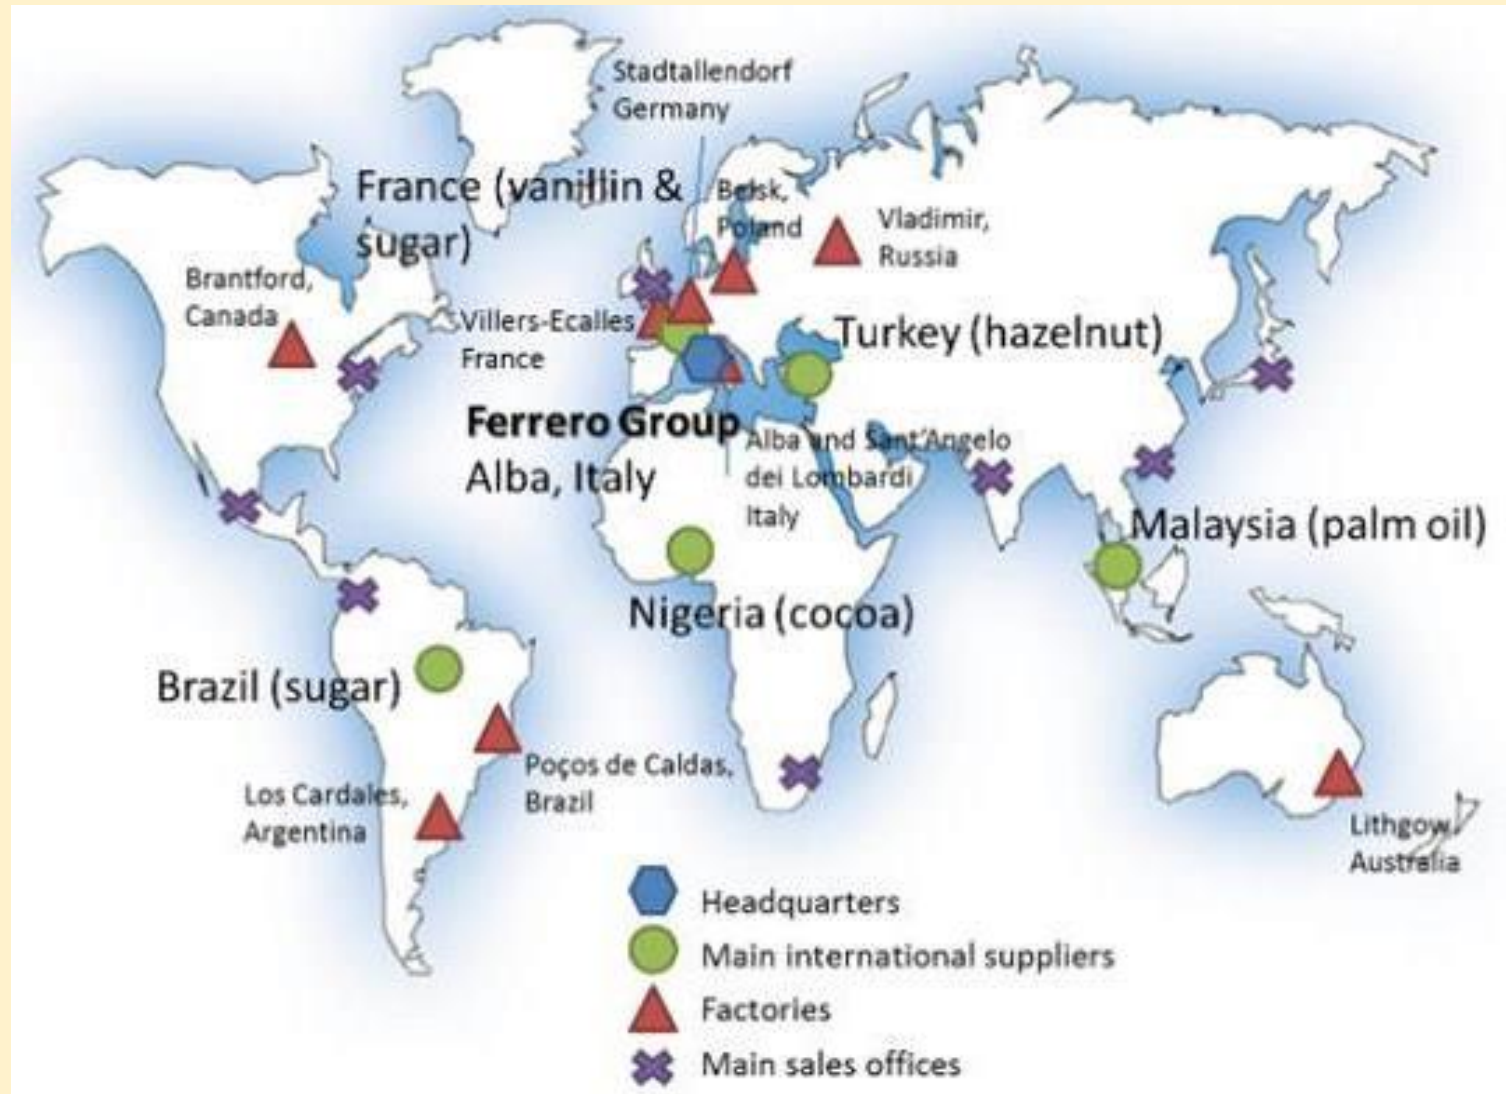 Stadtallendorf
Germany
France (vanillin &
sugar)
Belsk,
Poland
Vladimir,
Russia
Brantford,
Canada
Villers-Ecalles
France
Turkey (hazelnut)
Ferrero Group
Alba, Italy
Alba and Sant'Angelo
dei Lombardi
Italy
Malaysia (palm oil)
Nigeria (cocoa)
Brazil (sugar)
Poços de Caldas,
Brazil
Los Cardales,
Argentina
Lithgow,
Australia
Headquarters
Main international suppliers
Factories
Main sales offices